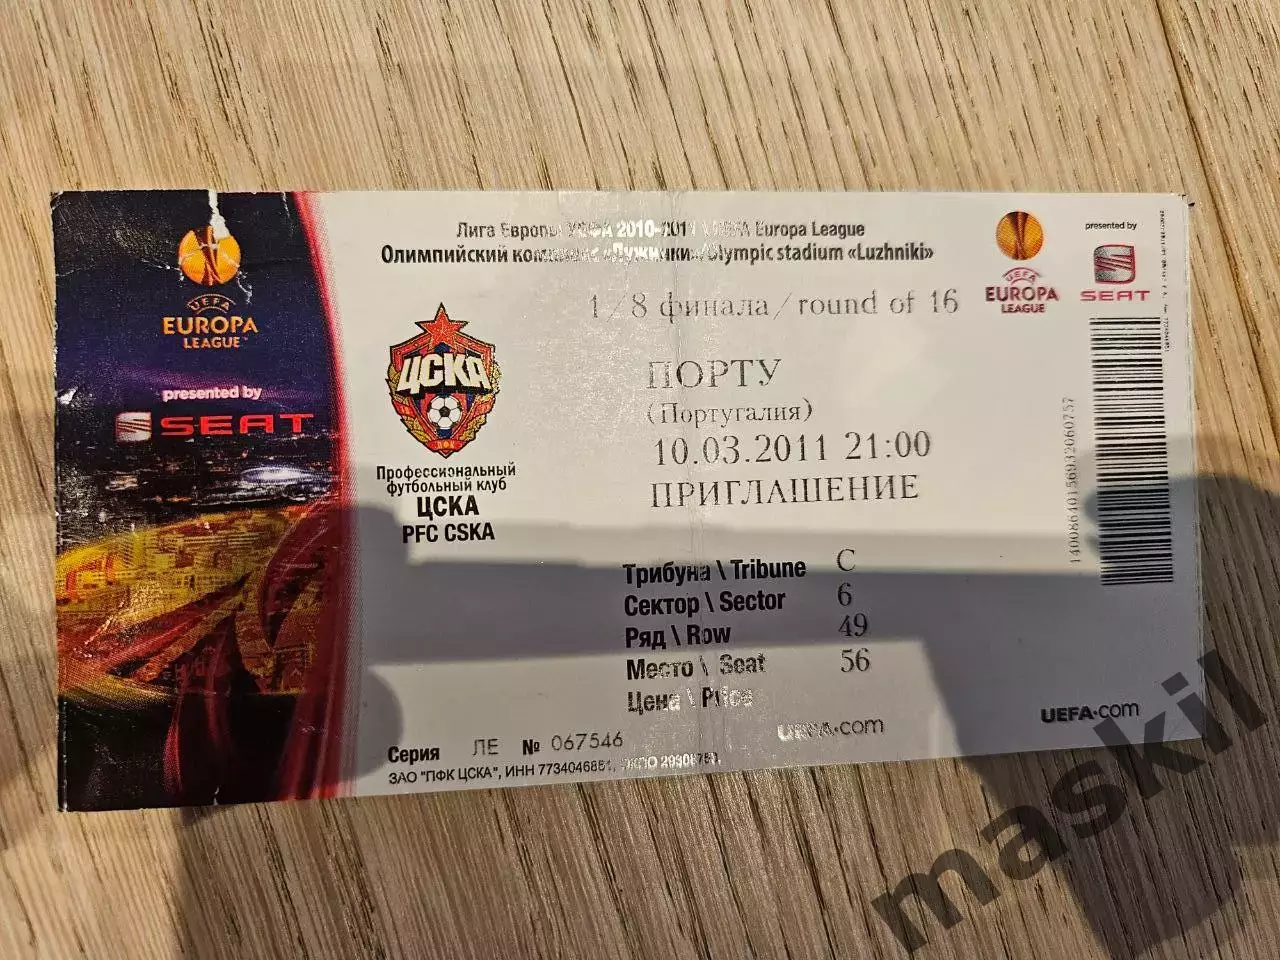 Лига Европы УЕФА 2010-2011 \ UEFA Europa League
Олимпийский комплекс «Лужники»/Olympic stadium «Luzhniki»
1/8 финала/round of 16
UEFA
EUROPA
LEAGUE
presented by
SEAT
UEFA
EUROPA
LEAGUE
presented by
SEAT
ЦСКА
ПФК
Профессиональный
футбольный клуб
ЦСКА
PFC CSKA
ПОРТУ
(Португалия)
10.03.2011 21:00
ПРИГЛАШЕНИЕ
Трибуна \ Tribune C
Сектор \ Sector 6
Ряд \ Row 49
Место \ Seat 56
Цена \ Price
14008640156932060757
UEFA.com
UEFA.com
Серия ЛЕ № 067546
ЗАО "ПФК ЦСКА", ИНН 7734046851,
maskil